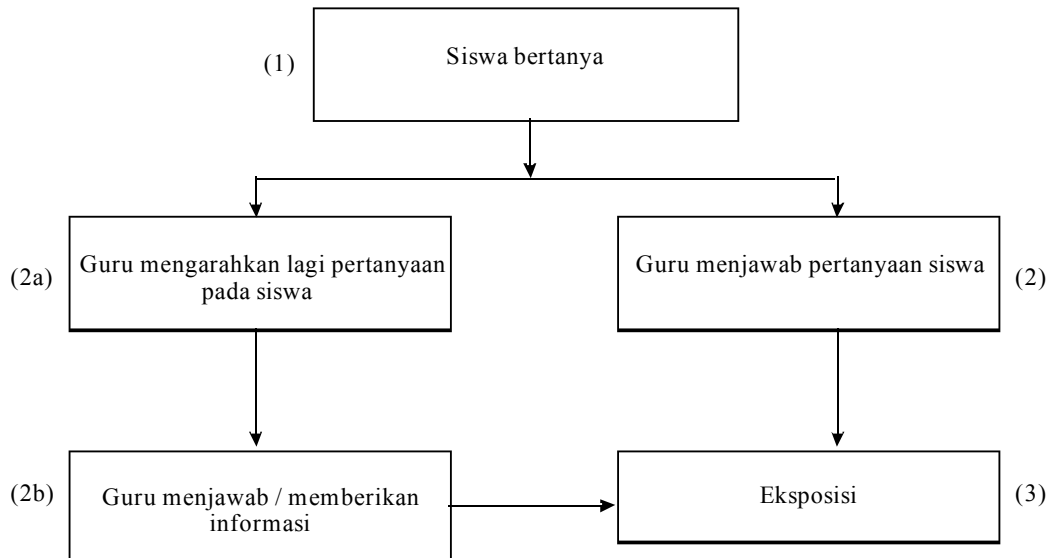 (1)
Siswa bertanya
(2a)
Guru mengarahkan lagi pertanyaan
pada siswa
Guru menjawab pertanyaan siswa
(2)
(2b)
Guru menjawab / memberikan
informasi
Eksposisi
(3)